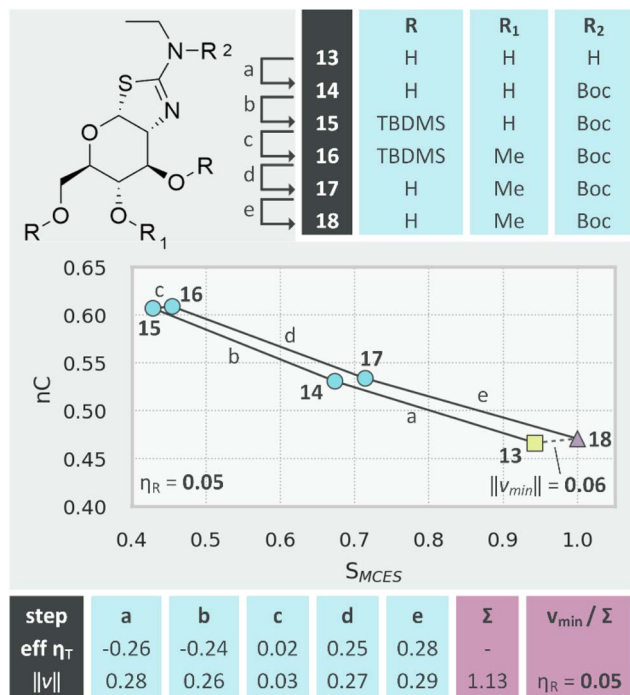 R R₁ R₂
13 H H H
14 H H Boc
15 TBDMS H Boc
16 TBDMS Me Boc
17 H Me Boc
18 H Me Boc
a
b
c
d
e
N R 2
S
N
O
O R
O O
R R₁
0.65
0.60
0.55
0.50
0.45
0.40
nC
c 16
15
d
b
17
14
e
a
13 18
ηR = 0.05
||vmin|| = 0.06
0.4 0.5 0.6 0.7 0.8 0.9 1.0
SMCES
step a b c d e Σ vmin / Σ
eff ηT -0.26 -0.24 0.02 0.25 0.28 -
||v|| 0.28 0.26 0.03 0.27 0.29 1.13 ηR = 0.05